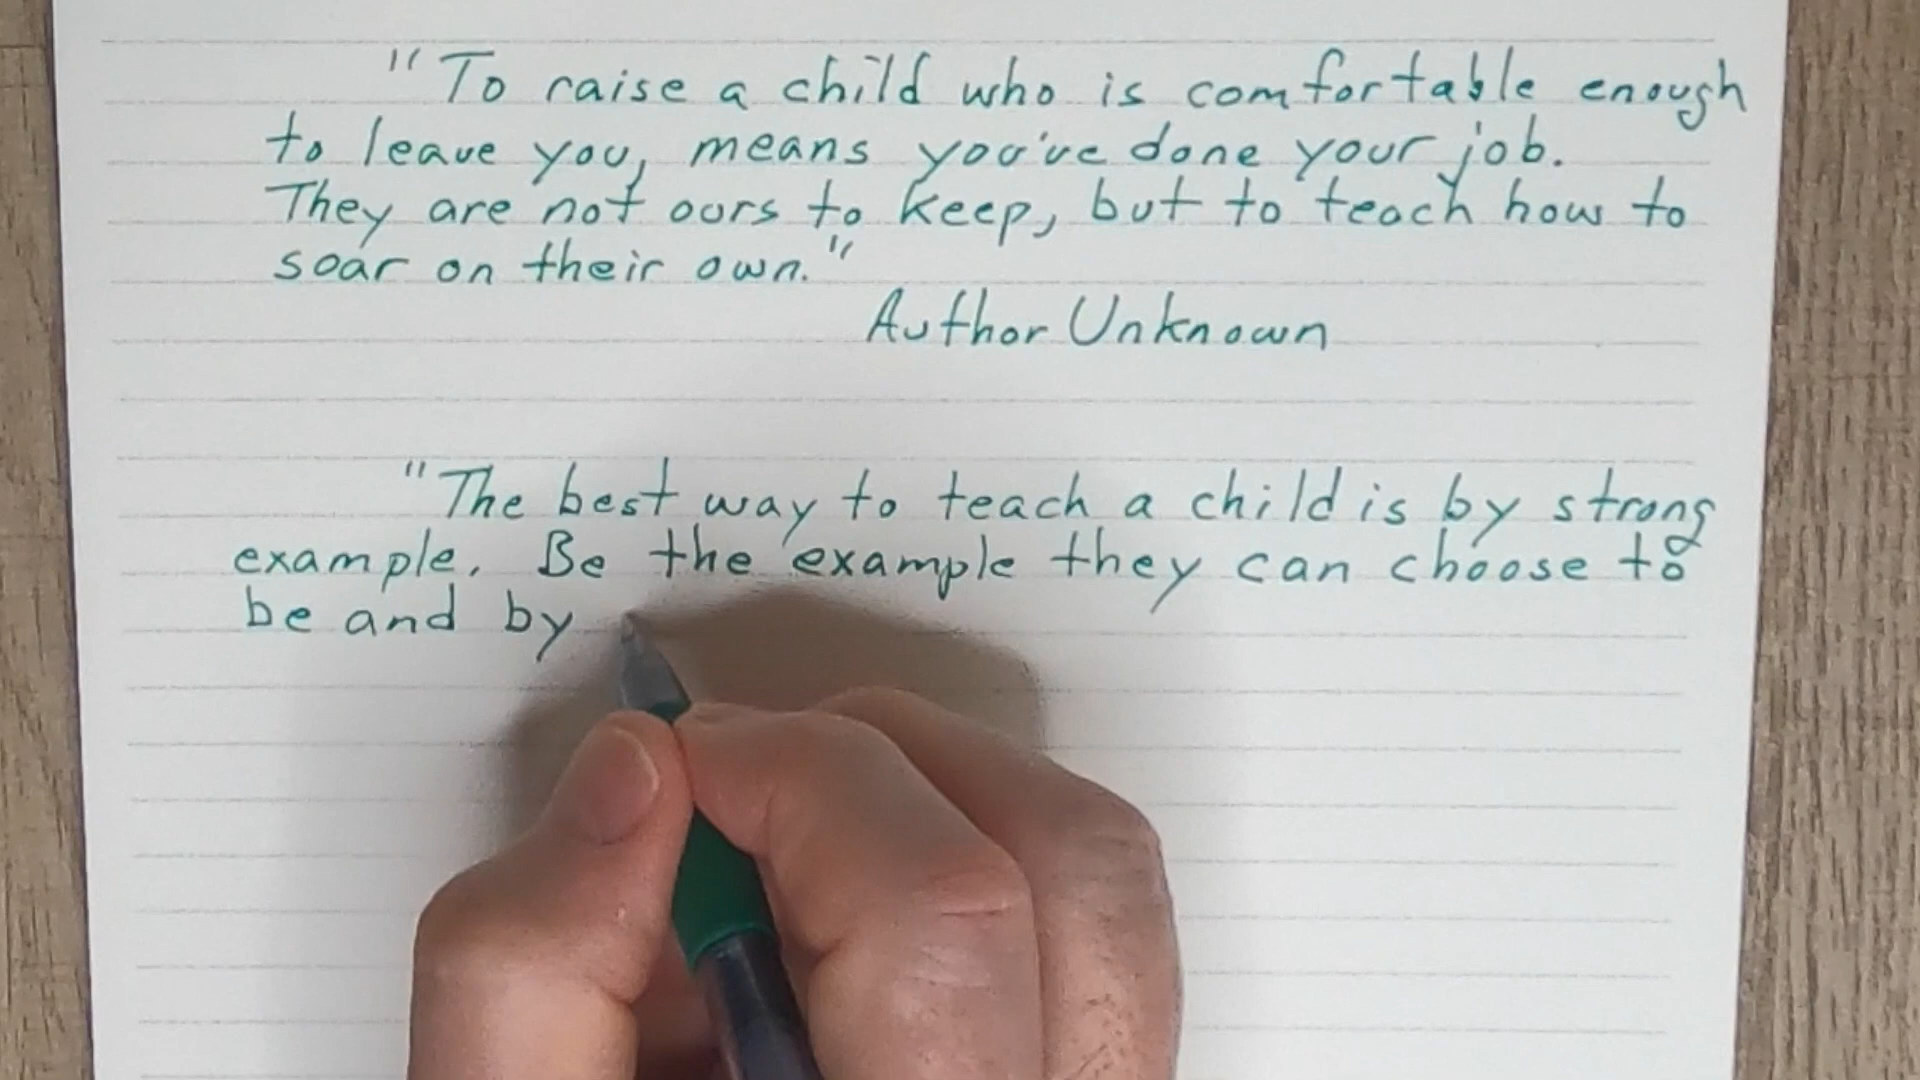 "To raise a child who is comfortable enough
to leave you, means you've done your job.
They are not ours to keep, but to teach how to
soar on their own."
Author Unknown
"The best way to teach a child is by strong
example. Be the example they can choose to
be and by